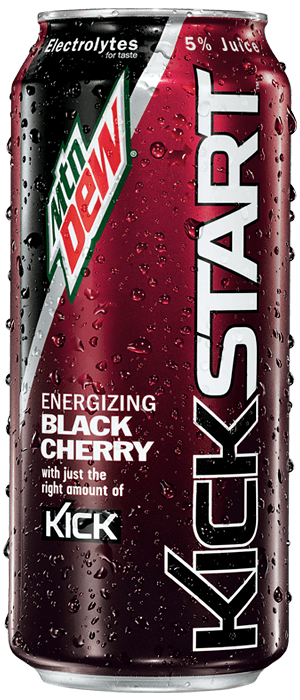 Electrolytes
for taste
5% Juice
Mtn
Dew
®
KICKSTART
ENERGIZING
BLACK
CHERRY
with just the
right amount of
KICK